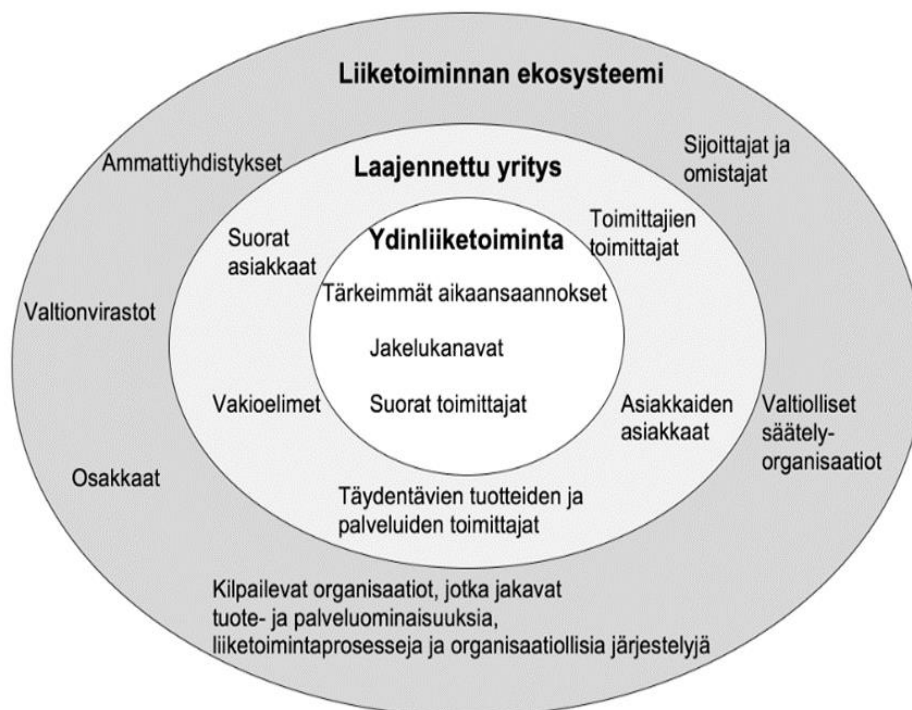 Liiketoiminnan ekosysteemi
Ammattiyhdistykset
Sijoittajat ja
omistajat
Laajennettu yritys
Suorat
asiakkaat
Toimittajien
toimittajat
Ydinliiketoiminta
Tärkeimmät aikaansaannokset
Valtionvirastot
Jakelukanavat
Vakioelimet
Suorat toimittajat
Asiakkaiden
asiakkaat
Valtiolliset
säätely-
organisaatiot
Osakkaat
Täydentävien tuotteiden ja
palveluiden toimittajat
Kilpailevat organisaatiot, jotka jakavat
tuote- ja palveluominaisuuksia,
liiketoimintaprosesseja ja organisaatiollisia järjestelyjä